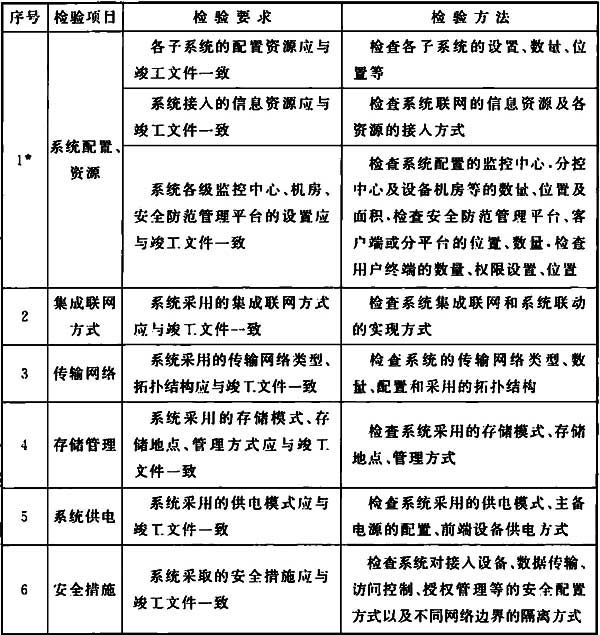 序号 检验项目 检验要求 检验方法
1* 系统配置、
资源
各子系统的配置资源应与
竣工文件一致
检查各子系统的设置、数量、位
置等
系统接入的信息资源应与
竣工文件一致
检查系统联网的信息资源及各
资源的接入方式
系统各级监控中心、机房、
安全防范管理平台的设置应
与竣工文件一致
检查系统配置的监控中心、分控
中心及设备机房等的数量、位置及
面积,检查安全防范管理平台、客
户端或分平台的位置、数量,检查
用户终端的数量、权限设置、位置
2 集成联网
方式
系统采用的集成联网方式
应与竣工文件一致
检查系统集成联网和系统联动
的实现方式
3 传输网络
系统采用的传输网络类型、
拓扑结构应与竣工文件一致
检查系统的传输网络类型、数
量、配置和采用的拓扑结构
4 存储管理
系统采用的存储模式、存
储地点、管理方式应与竣工
文件一致
检查系统采用的存储模式、存储
地点、管理方式
5 系统供电
系统采用的供电模式应与
竣工文件一致
检查系统采用的供电模式、主备
电源的配置、前端设备供电方式
6 安全措施
系统采取的安全措施应与
竣工文件一致
检查系统对接入设备、数据传输、
访问控制、授权管理等的安全配置
方式以及不同网络边界的隔离方式